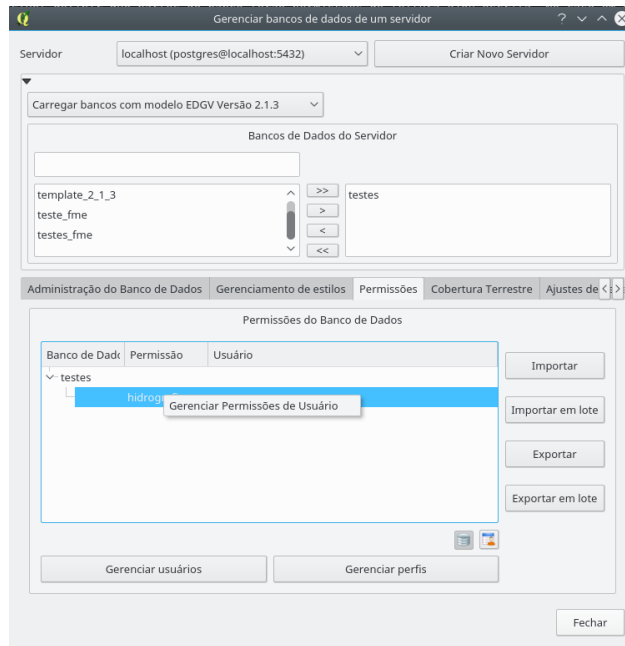 Gerenciar bancos de dados de um servidor
Servidor
localhost (postgres@localhost:5432)
Criar Novo Servidor
Carregar bancos com modelo EDGV Versão 2.1.3
Bancos de Dados do Servidor
template_2_1_3
teste_fme
testes_fme
>>
>
<
<<
testes
Administração do Banco de Dados Gerenciamento de estilos Permissões Cobertura Terrestre Ajustes de
Permissões do Banco de Dados
Banco de Dado Permissão Usuário
testes
Gerenciar Permissões de Usuário
Importar
Importar em lote
Exportar
Exportar em lote
Gerenciar usuários
Gerenciar perfis
Fechar